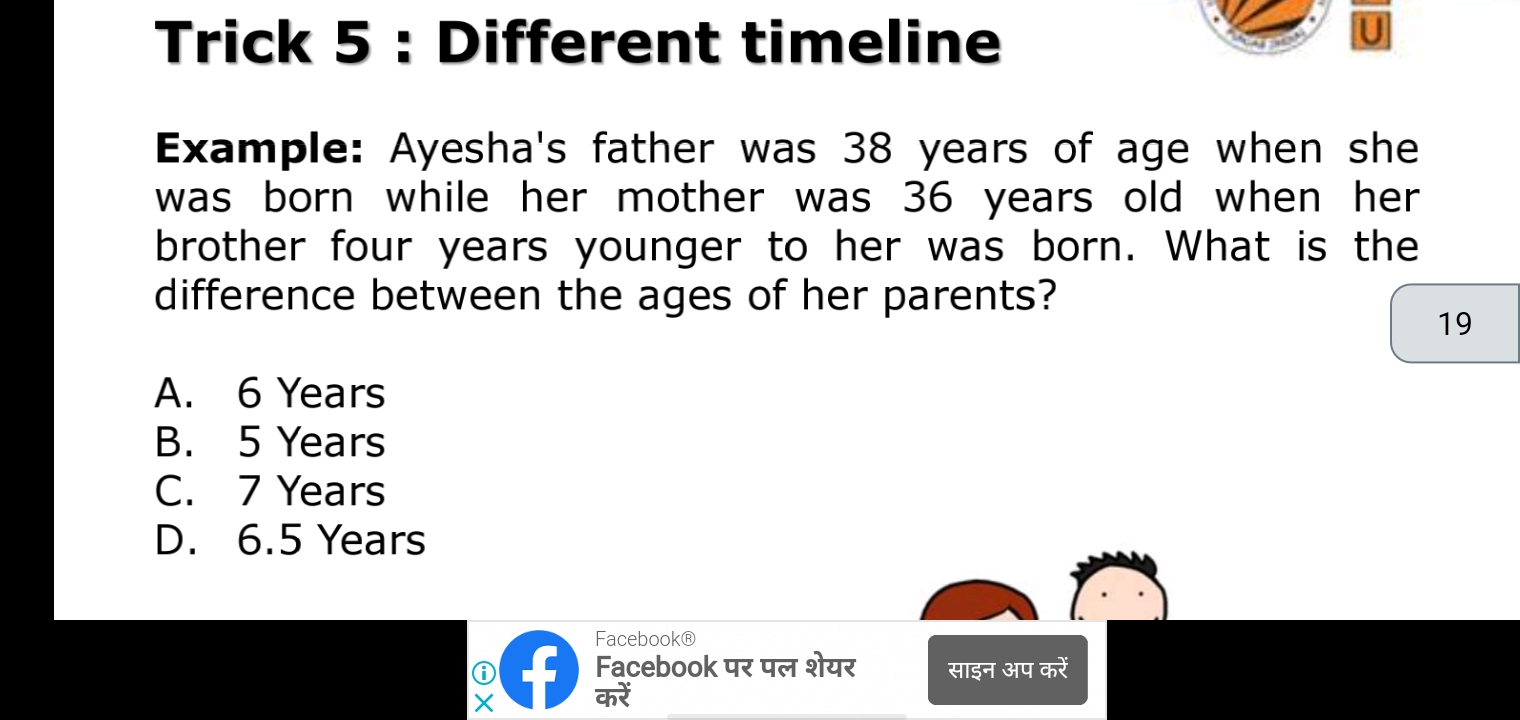 Trick 5 : Different timeline
U
Example: Ayesha's father was 38 years of age when she
was born while her mother was 36 years old when her
brother four years younger to her was born. What is the
difference between the ages of her parents?
19
A. 6 Years
B. 5 Years
C. 7 Years
D. 6.5 Years
Facebook®
Facebook पर पल शेयर
करें
साइन अप करें